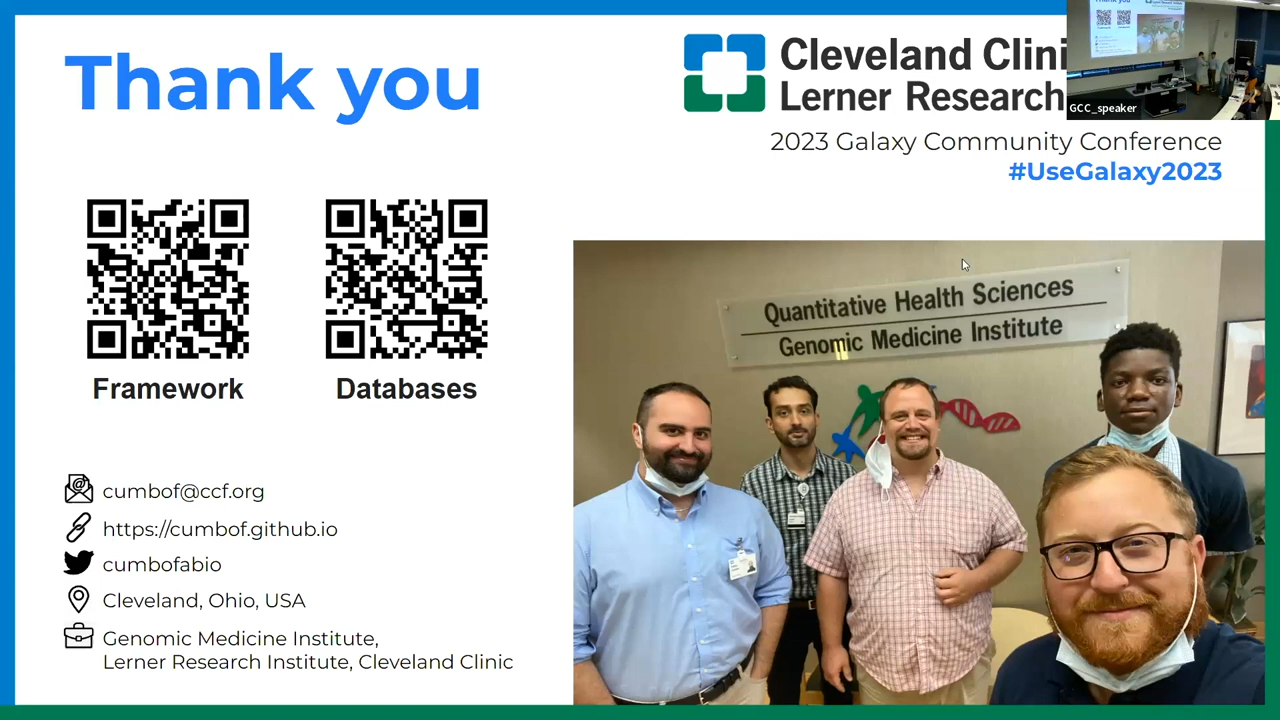 Thank you
Cleveland Clini
Lerner Research
GCC_speaker
2023 Galaxy Community Conference
#UseGalaxy2023
Framework
Databases
cumbof@ccf.org
https://cumbof.github.io
cumbofabio
Cleveland, Ohio, USA
Genomic Medicine Institute,
Lerner Research Institute, Cleveland Clinic
Quantitative Health Sciences
Genomic Medicine Institute